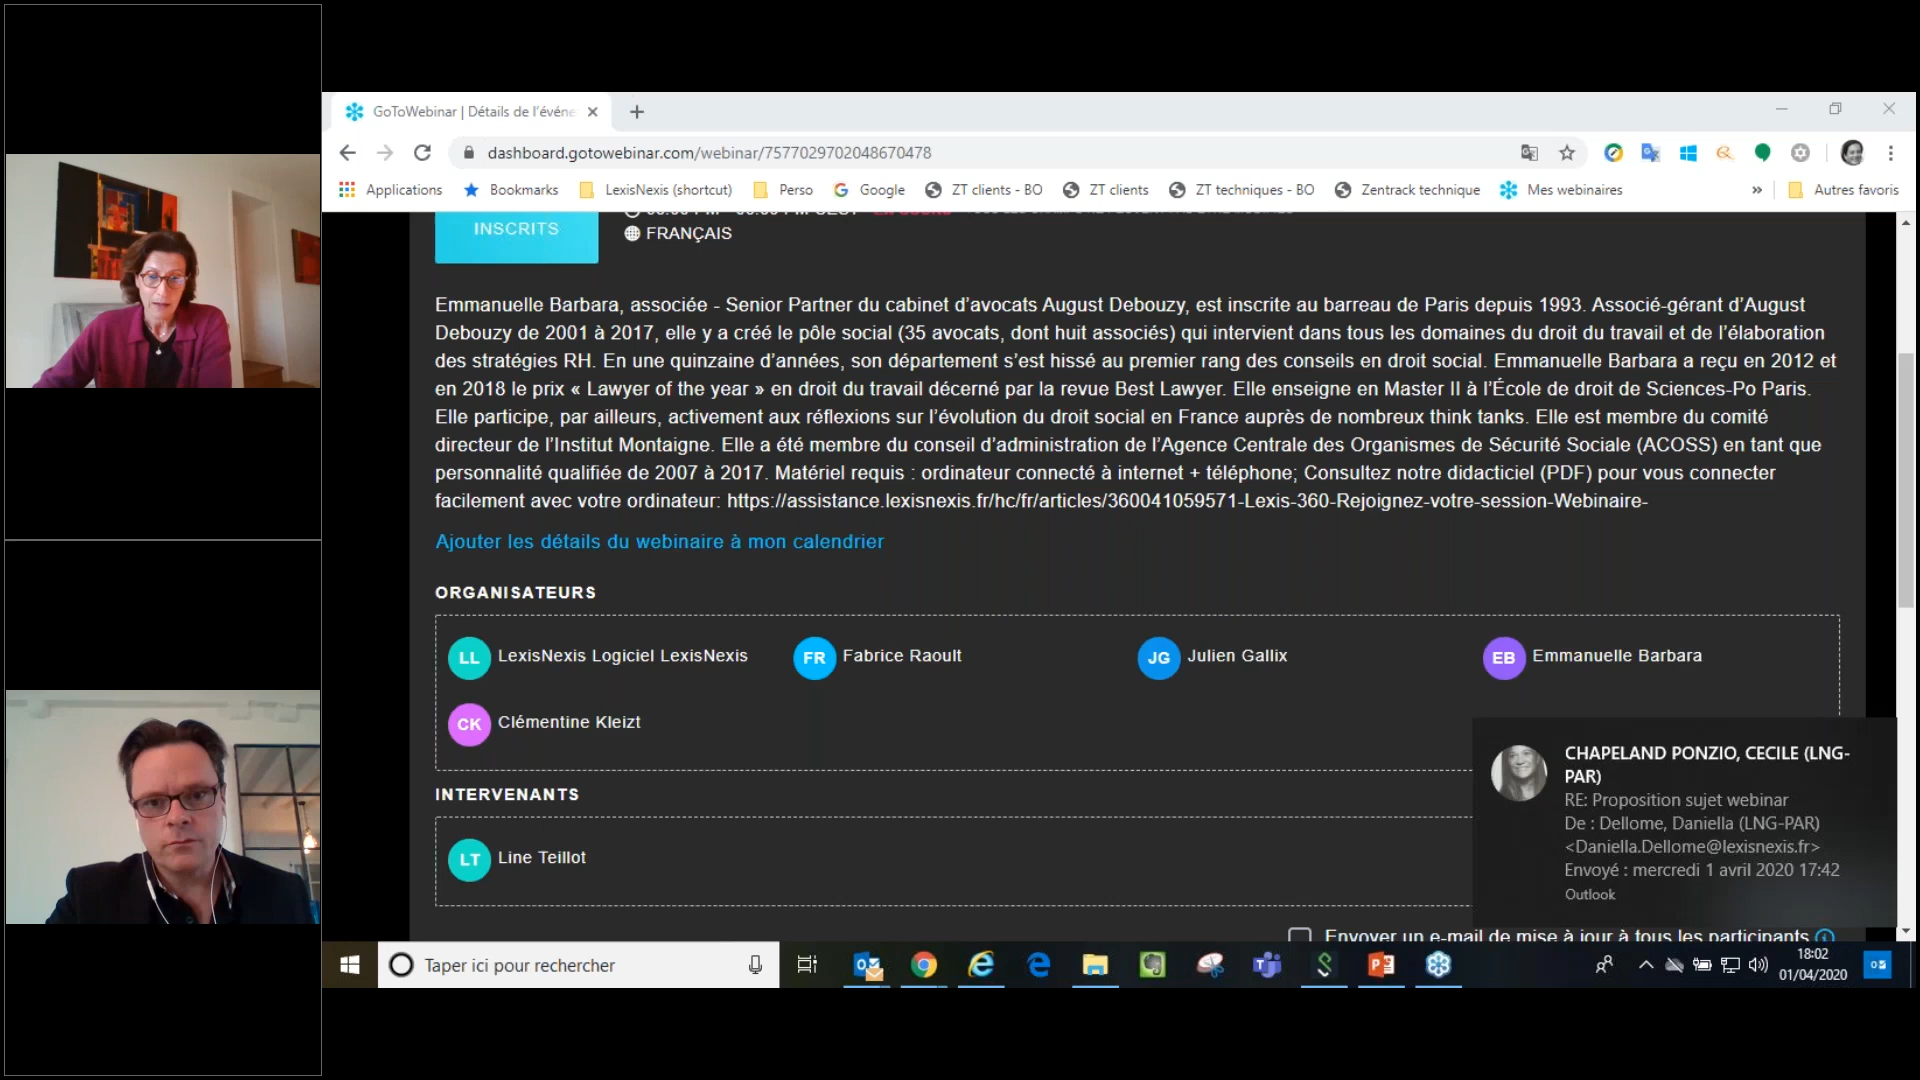 GoToWebinar | Détails de l'événe
dashboard.gotowebinar.com/webinar/7577029702048670478
Applications Bookmarks LexisNexis (shortcut) Perso Google ZT clients - BO ZT clients ZT techniques - BO Zentrack technique Mes webinaires » Autres favoris
INSCRITS
FRANÇAIS
Emmanuelle Barbara, associée - Senior Partner du cabinet d'avocats August Debouzy, est inscrite au barreau de Paris depuis 1993. Associé-gérant d'August
Debouzy de 2001 à 2017, elle y a créé le pôle social (35 avocats, dont huit associés) qui intervient dans tous les domaines du droit du travail et de l'élaboration
des stratégies RH. En une quinzaine d'années, son département s'est hissé au premier rang des conseils en droit social. Emmanuelle Barbara a reçu en 2012 et
en 2018 le prix « Lawyer of the year » en droit du travail décerné par la revue Best Lawyer. Elle enseigne en Master II à l'École de droit de Sciences-Po Paris.
Elle participe, par ailleurs, activement aux réflexions sur l'évolution du droit social en France auprès de nombreux think tanks. Elle est membre du comité
directeur de l'Institut Montaigne. Elle a été membre du conseil d'administration de l'Agence Centrale des Organismes de Sécurité Sociale (ACOSS) en tant que
personnalité qualifiée de 2007 à 2017. Matériel requis : ordinateur connecté à internet + téléphone; Consultez notre didacticiel (PDF) pour vous connecter
facilement avec votre ordinateur: https://assistance.lexisnexis.fr/hc/fr/articles/360041059571-Lexis-360-Rejoignez-votre-session-Webinaire-
Ajouter les détails du webinaire à mon calendrier
ORGANISATEURS
LL LexisNexis Logiciel LexisNexis FR Fabrice Raoult JG Julien Gallix EB Emmanuelle Barbara
CK Clémentine Kleizt
INTERVENANTS
LT Line Teillot
CHAPELAND PONZIO, CECILE (LNG-
PAR)
RE: Proposition sujet webinar
De : Dellome, Daniella (LNG-PAR)
<Daniella.Dellome@lexisnexis.fr>
Envoyé : mercredi 1 avril 2020 17:42
Outlook
Envoyer un e-mail de mise à jour à tous les participants
Taper ici pour rechercher
18:02
01/04/2020